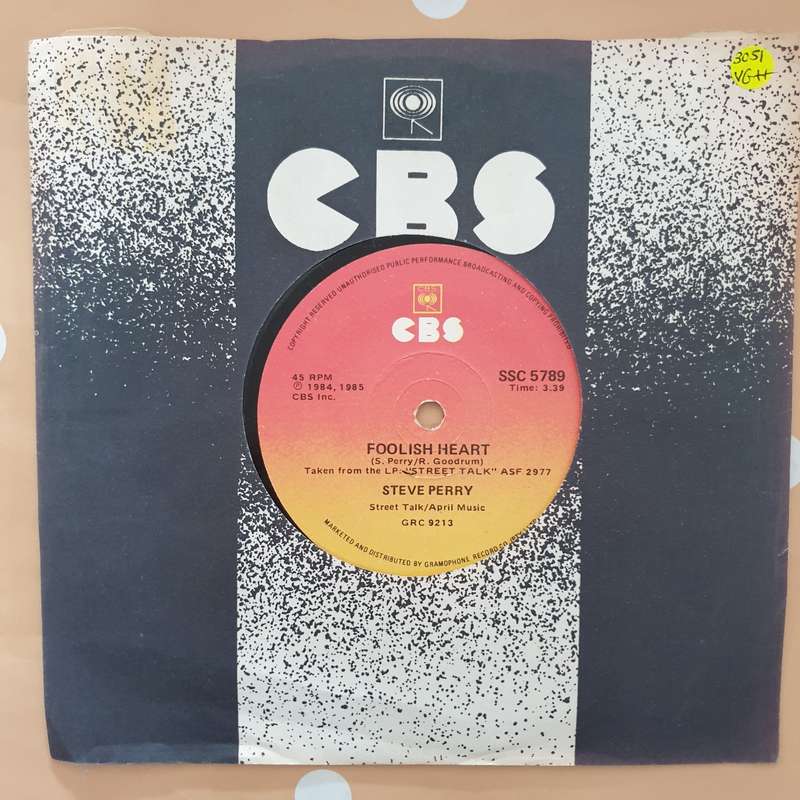 3051
VG++
CBS
COPYRIGHT RESERVED UNAUTHORISED PUBLIC PERFORMANCE BROADCASTING AND COPYING PROHIBITED
CBS
CBS
45 RPM
℗ 1984, 1985
CBS Inc.
SSC 5789
Time: 3.39
FOOLISH HEART
(S. Perry/R. Goodrum)
Taken from the LP: "STREET TALK" ASF 2977
STEVE PERRY
Street Talk/April Music
GRC 9213
MARKETED AND DISTRIBUTED BY GRAMOPHONE RECORD CO.